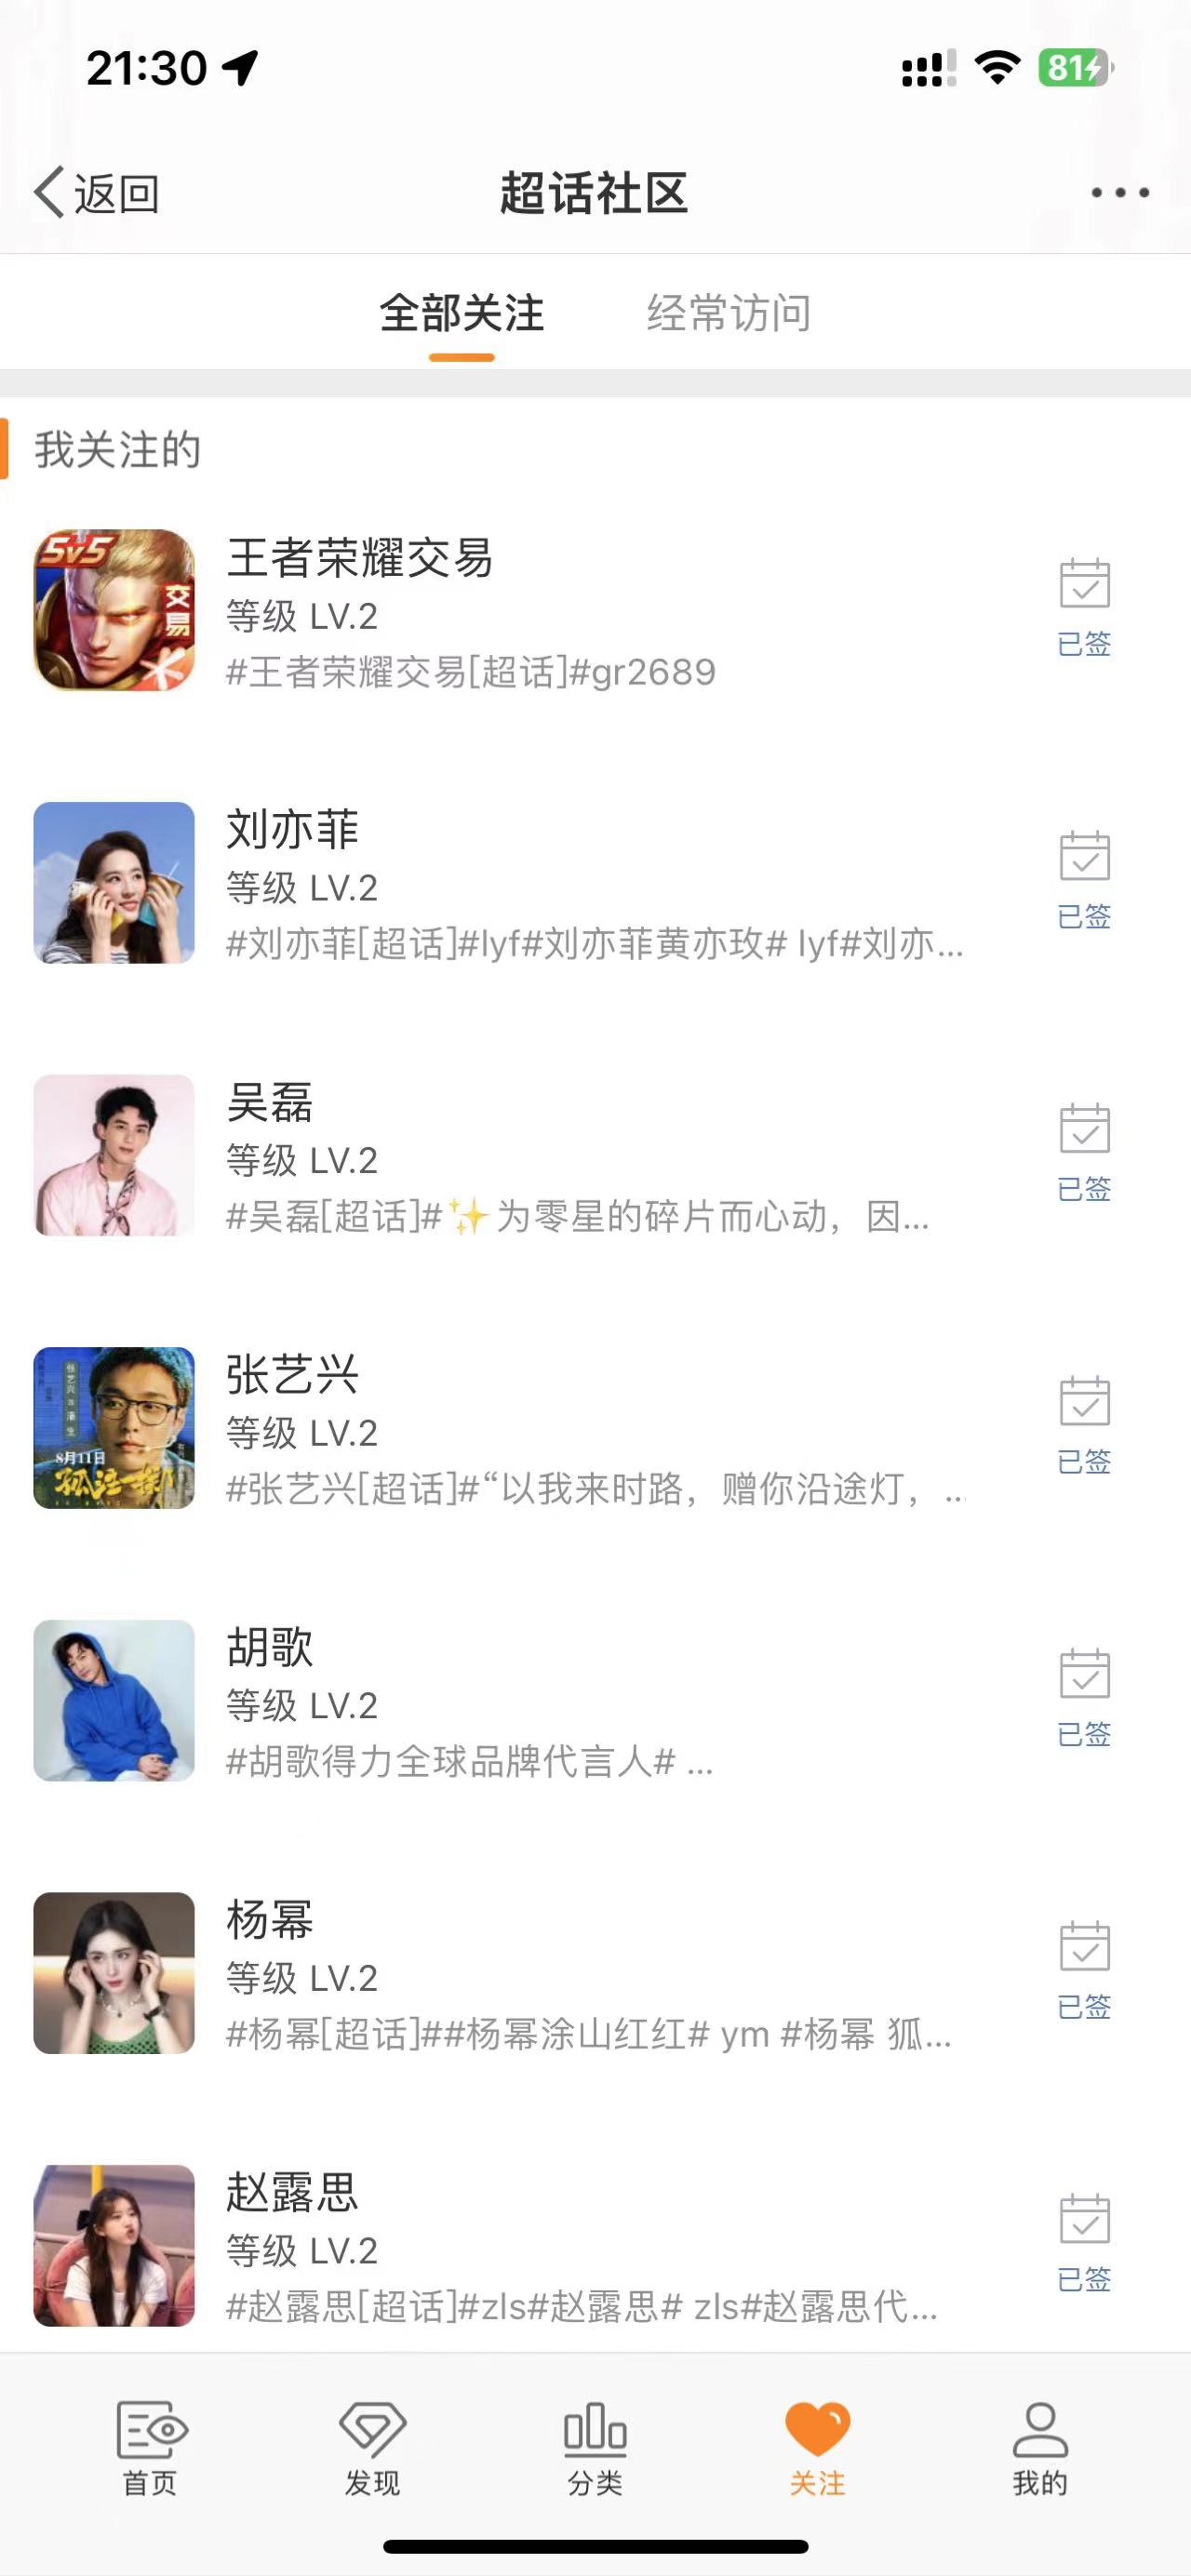 21:30
81
返回
超话社区
全部关注
经常访问
我关注的
5v5
交易
王者荣耀交易
等级 LV.2
#王者荣耀交易[超话]#gr2689
已签
刘亦菲
等级 LV.2
#刘亦菲[超话]#lyf#刘亦菲黄亦玫# lyf#刘亦...
已签
吴磊
等级 LV.2
#吴磊[超话]#✨为零星的碎片而心动，因...
已签
张艺兴
8月11日
孤注一掷
张艺兴
等级 LV.2
#张艺兴[超话]#“以我来时路，赠你沿途灯，...
已签
胡歌
等级 LV.2
#胡歌得力全球品牌代言人# ...
已签
杨幂
等级 LV.2
#杨幂[超话]##杨幂涂山红红# ym #杨幂 狐...
已签
赵露思
等级 LV.2
#赵露思[超话]#zls#赵露思# zls#赵露思代...
已签
首页
发现
分类
关注
我的